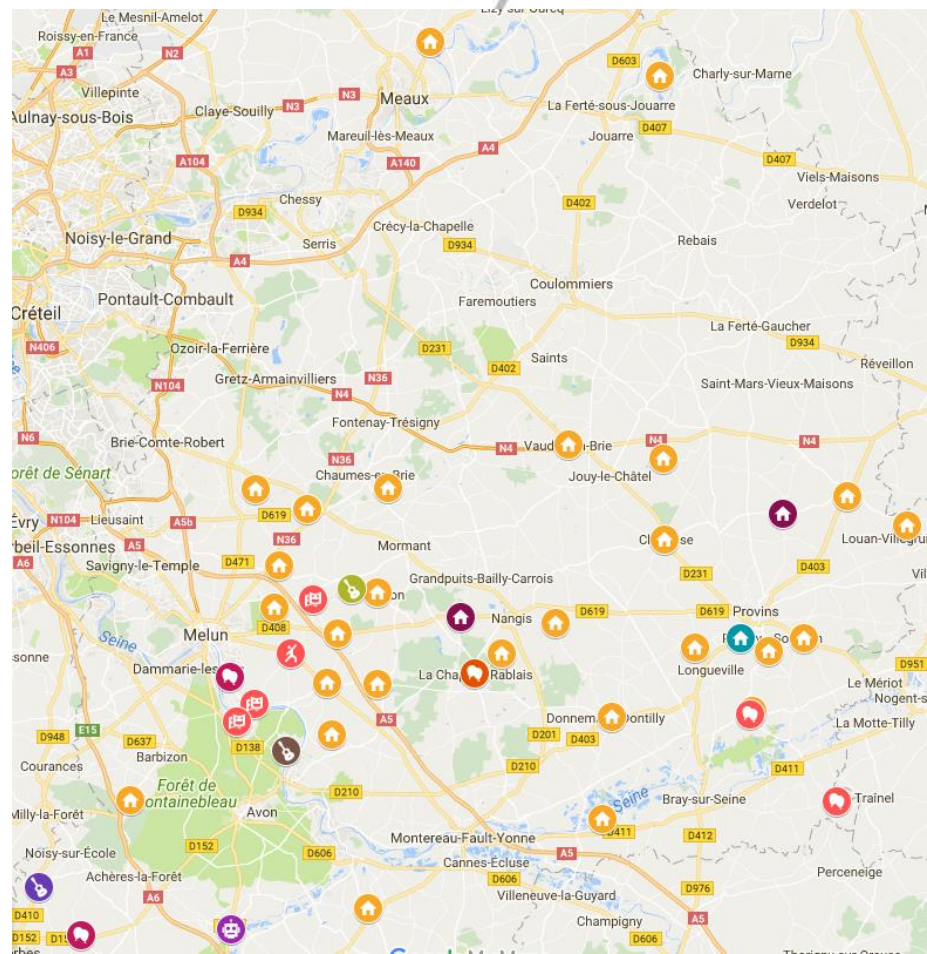 Le Mesnil-Amelot
Lizy-sur-Ourcq
Roissy-en-France
A1
N2
D603
A3
Charly-sur-Marne
Villepinte
N3
Meaux
Claye-Souilly
N3
La Ferté-sous-Jouarre
Aulnay-sous-Bois
Mareuil-lès-Meaux
Jouarre
D407
A4
A104
A140
D407
Viels-Maisons
Chessy
D402
Verdelot
D934
Crécy-la-Chapelle
Noisy-le-Grand
Serris
D934
Rebais
A4
Coulommiers
Pontault-Combault
Faremoutiers
Créteil
La Ferté-Gaucher
N406
Ozoir-la-Ferrière
D231
D934
Saints
Réveillon
D402
Gretz-Armainvilliers
N36
N104
N4
Saint-Mars-Vieux-Maisons
Fontenay-Trésigny
N6
Brie-Comte-Robert
N4
N4
N4
N36
Forêt de Sénart
Jouy-le-Châtel
Évry
N104
Lieusaint
A5b
D619
N36
A5
Mormant
D403
A6
Savigny-le-Temple
D471
D231
Grandpuits-Bailly-Carrois
D619
D619
Provins
Nangis
Melun
D408
Seine
Longueville
D951
Le Mériot
A5
Donnem
D201
D403
La Motte-Tilly
E15
D948
D637
D138
Barbizon
D210
D411
Courances
Forêt de
Fontainebleau
D210
Seine
Bray-sur-Seine
Traînel
Milly-la-Forêt
Avon
D411
D412
Montereau-Fault-Yonne
D152
D606
A5
Noisy-sur-École
Cannes-Ecluse
Perceneige
Achères-la-Forêt
D606
D976
A6
Villeneuve-la-Guyard
D410
Champigny
A5
D152
D606